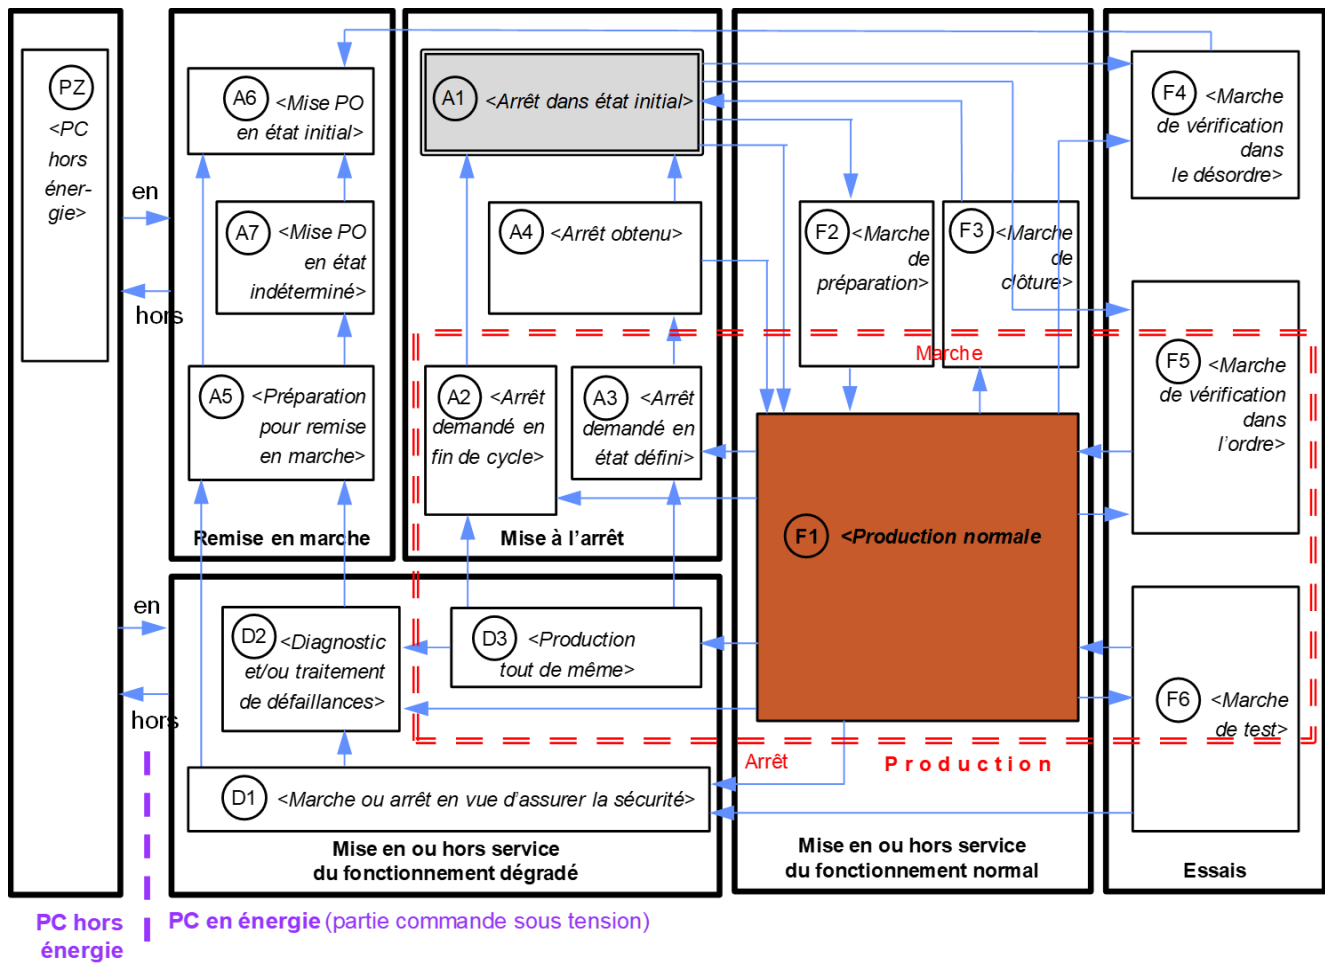 PZ
<PC
hors
éner-
gie>
en
hors
en
hors
A6 <Mise PO
en état initial>
A7 <Mise PO
en état
indéterminé>
A5 <Préparation
pour remise
en marche>
Remise en marche
A1 <Arrêt dans état initial>
A4 <Arrêt obtenu>
A2 <Arrêt
demandé en
fin de cycle>
A3 <Arrêt
demandé en
état défini>
Mise à l’arrêt
F2 <Marche
de
préparation>
F3 <Marche
de
clôture>
Marche
F1 <Production normale
Arrêt
Production
Mise en ou hors service
du fonctionnement normal
F4 <Marche
de vérification
dans
le désordre>
F5 <Marche
de vérification
dans
l’ordre>
F6 <Marche
de test>
Essais
D2 <Diagnostic
et/ou traitement
de défaillances>
D3 <Production
tout de même>
D1 <Marche ou arrêt en vue d’assurer la sécurité>
Mise en ou hors service
du fonctionnement dégradé
PC hors
énergie
PC en énergie (partie commande sous tension)